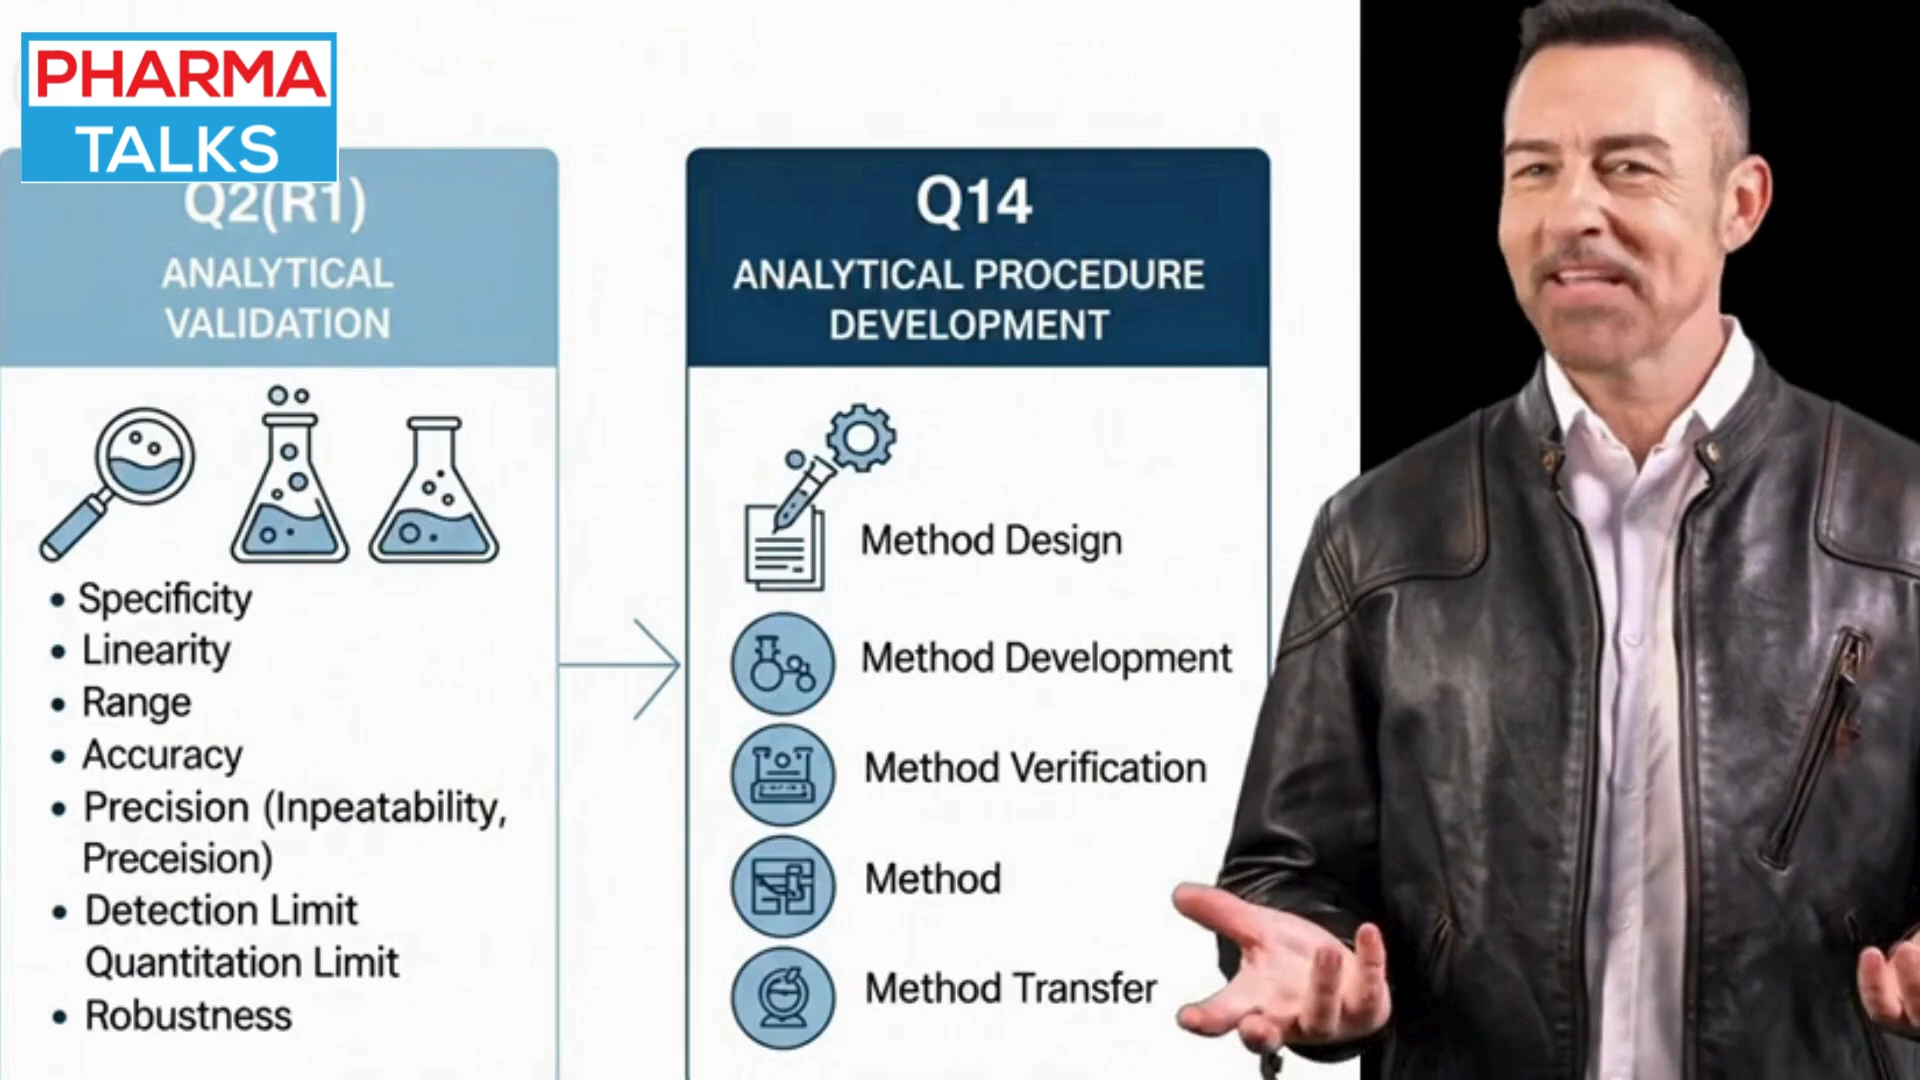 PHARMA
TALKS
Q2(R1)
ANALYTICAL
VALIDATION
• Specificity
• Linearity
• Range
• Accuracy
• Precision (Inpeatability,
Preceision)
• Detection Limit
Quantitation Limit
• Robustness
Q14
ANALYTICAL PROCEDURE
DEVELOPMENT
Method Design
Method Development
Method Verification
Method
Method Transfer